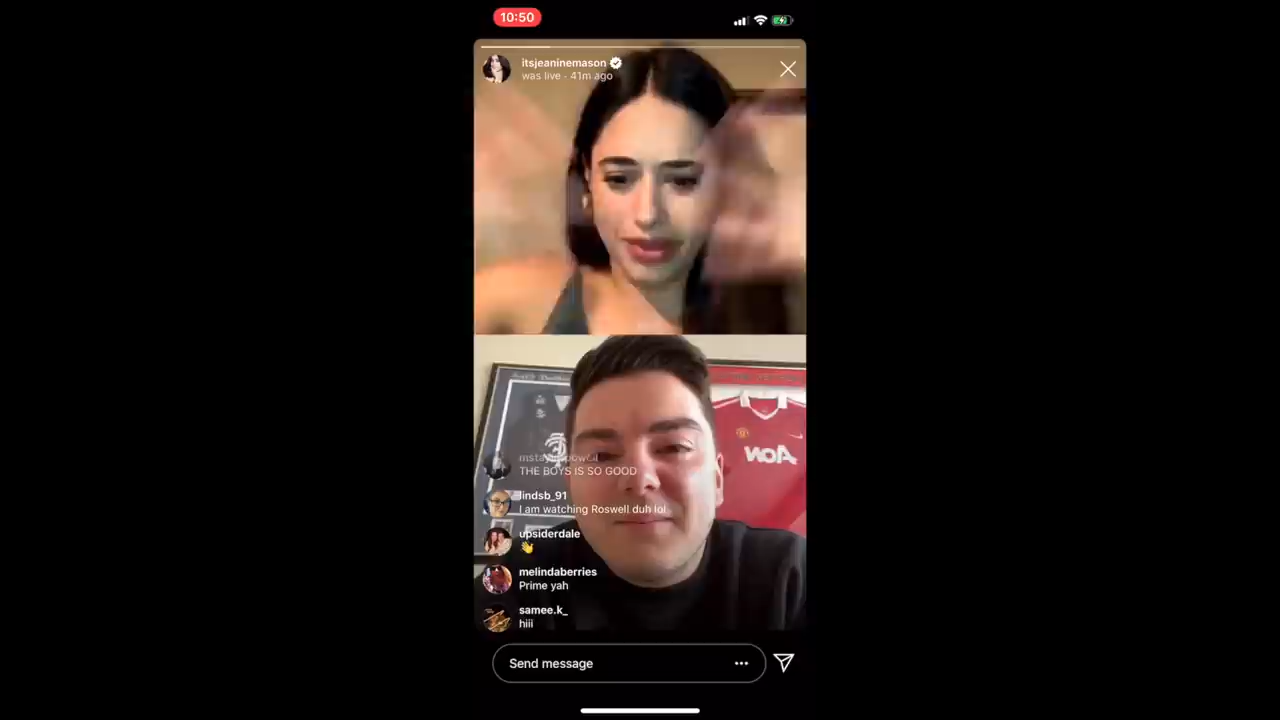 10:50
itsjeaninemason
was live · 41m ago
THE BOYS IS SO GOOD
lindsb_91
I am watching Roswell duh lol
upsiderdale
👋
melindaberries
Prime yah
samee.k_
hiii
AON
Send message